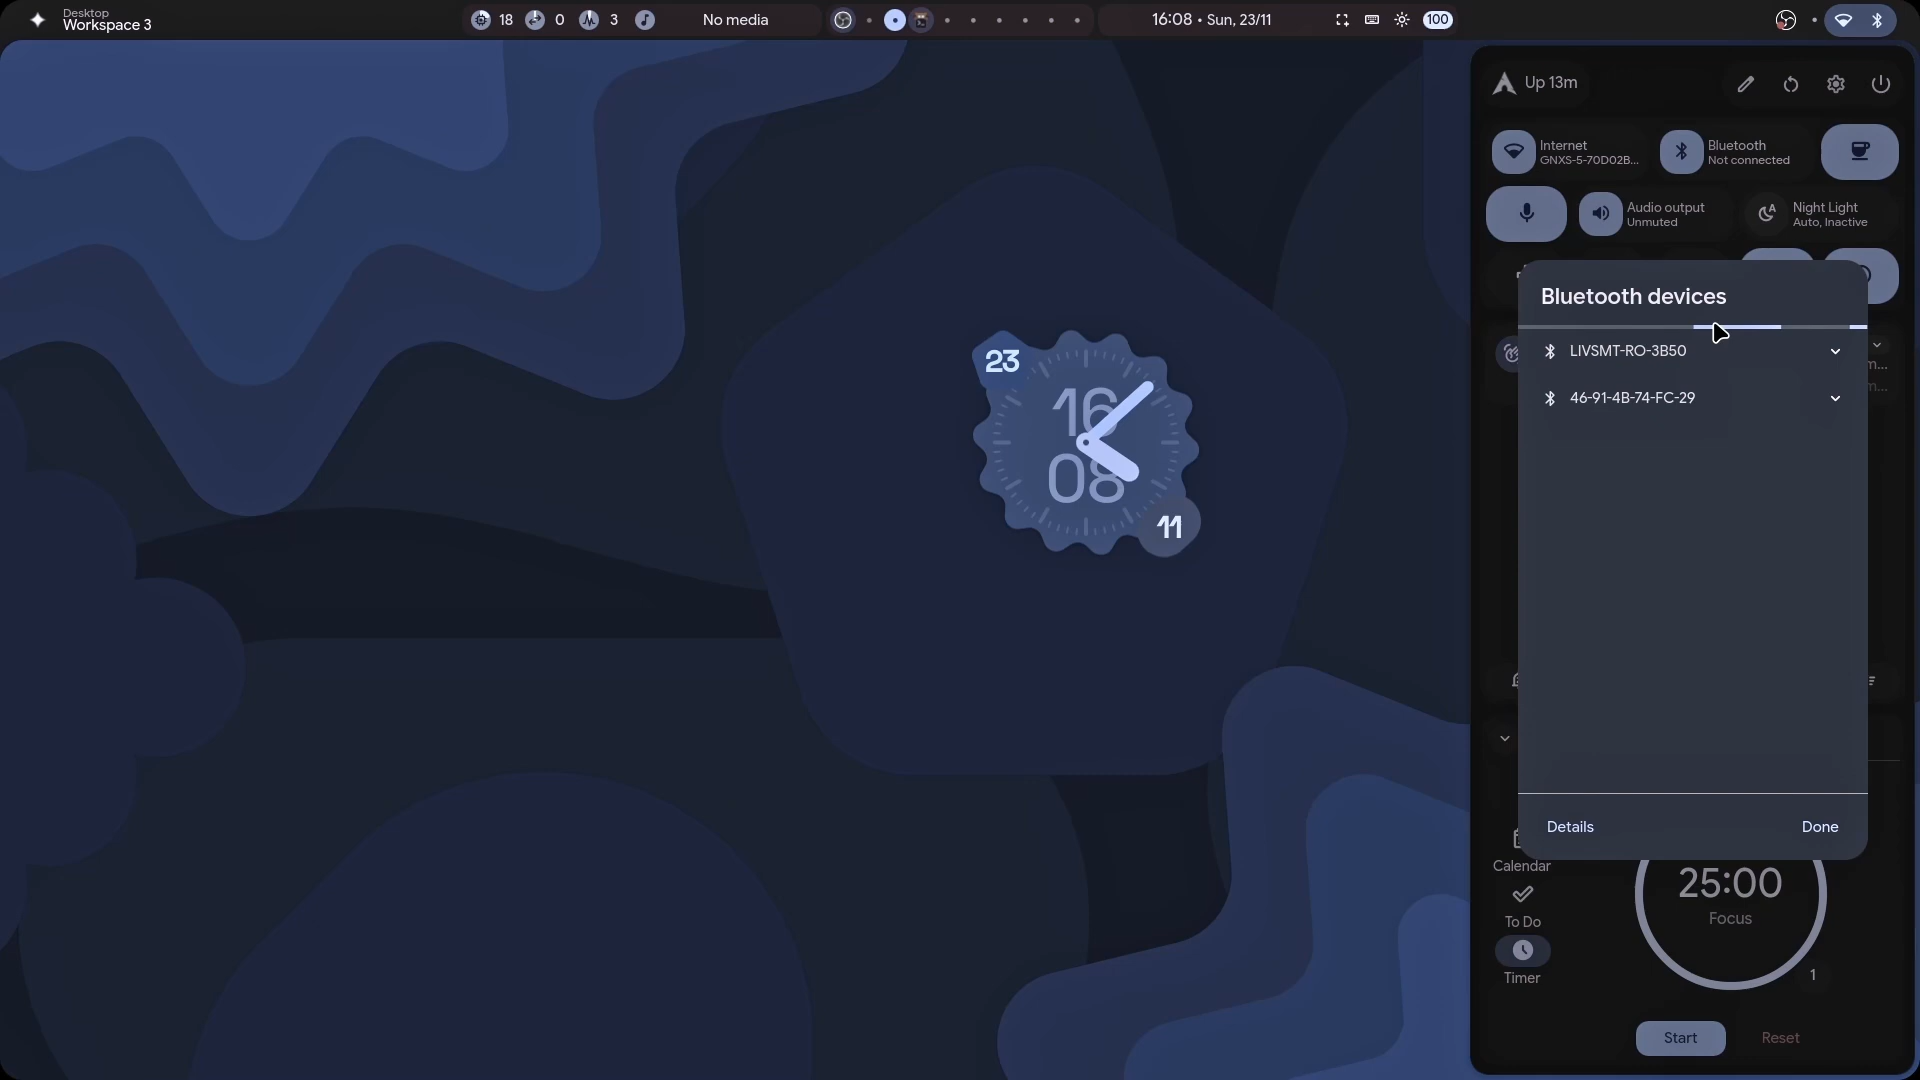 Desktop
Workspace 3
18
0
3
No media
16:08 • Sun, 23/11
100
Up 13m
Internet
GNXS-5-70D02B...
Bluetooth
Not connected
Audio output
Unmuted
Night Light
Auto, Inactive
Bluetooth devices
LIVSMT-RO-3B50
46-91-4B-74-FC-29
m...
m...
Details
Done
23
16
08
11
Calendar
To Do
Timer
25:00
Focus
1
Start
Reset